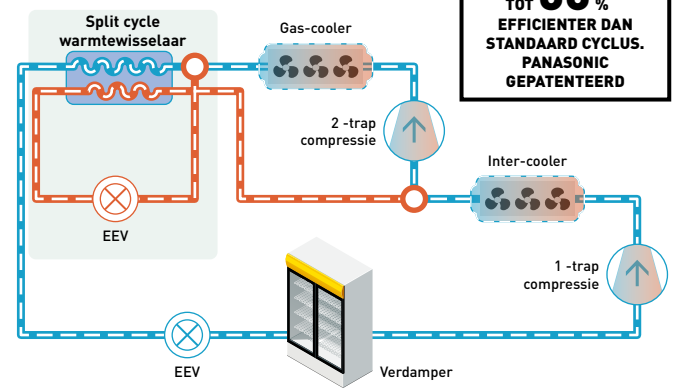 Split cycle
warmtewisselaar
Gas-cooler
TOT %
EFFICIENTER DAN
STANDAARD CYCLUS.
PANASONIC
GEPATENTEERD
2 -trap
compressie
Inter-cooler
EEV
1 -trap
compressie
EEV
Verdamper